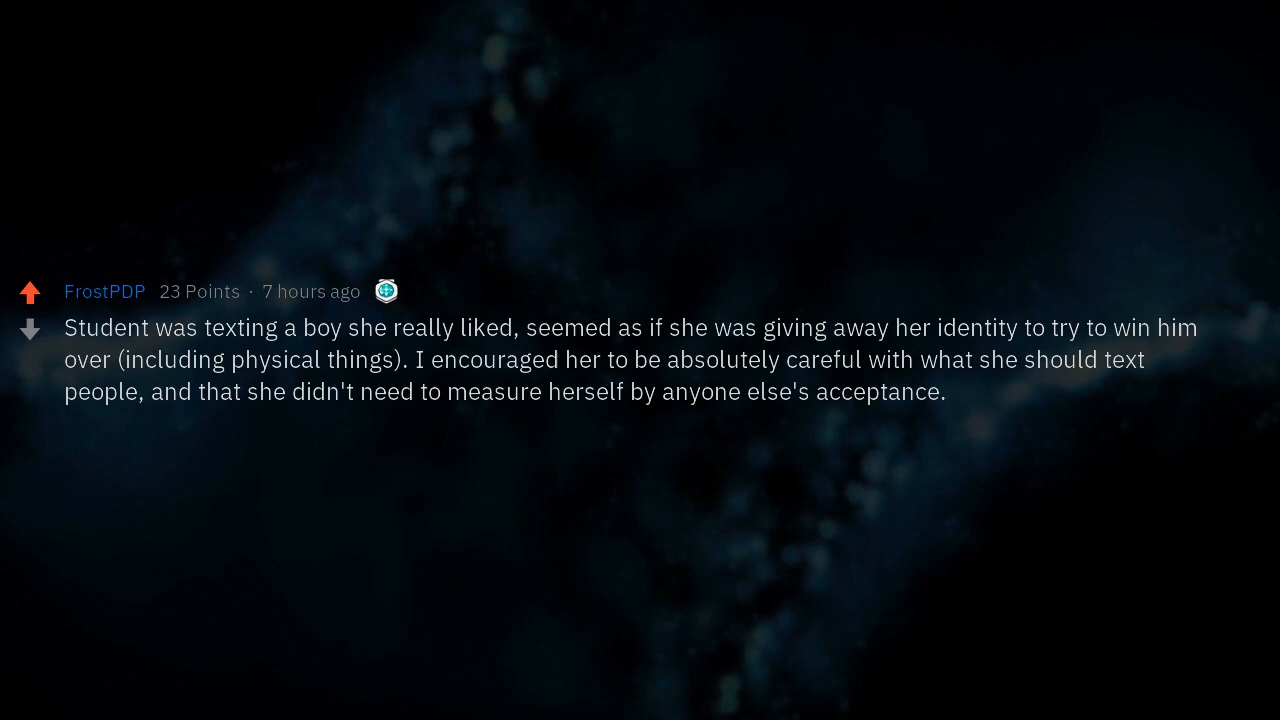 FrostPDP 23 Points · 7 hours ago
Student was texting a boy she really liked, seemed as if she was giving away her identity to try to win him
over (including physical things). I encouraged her to be absolutely careful with what she should text
people, and that she didn't need to measure herself by anyone else's acceptance.